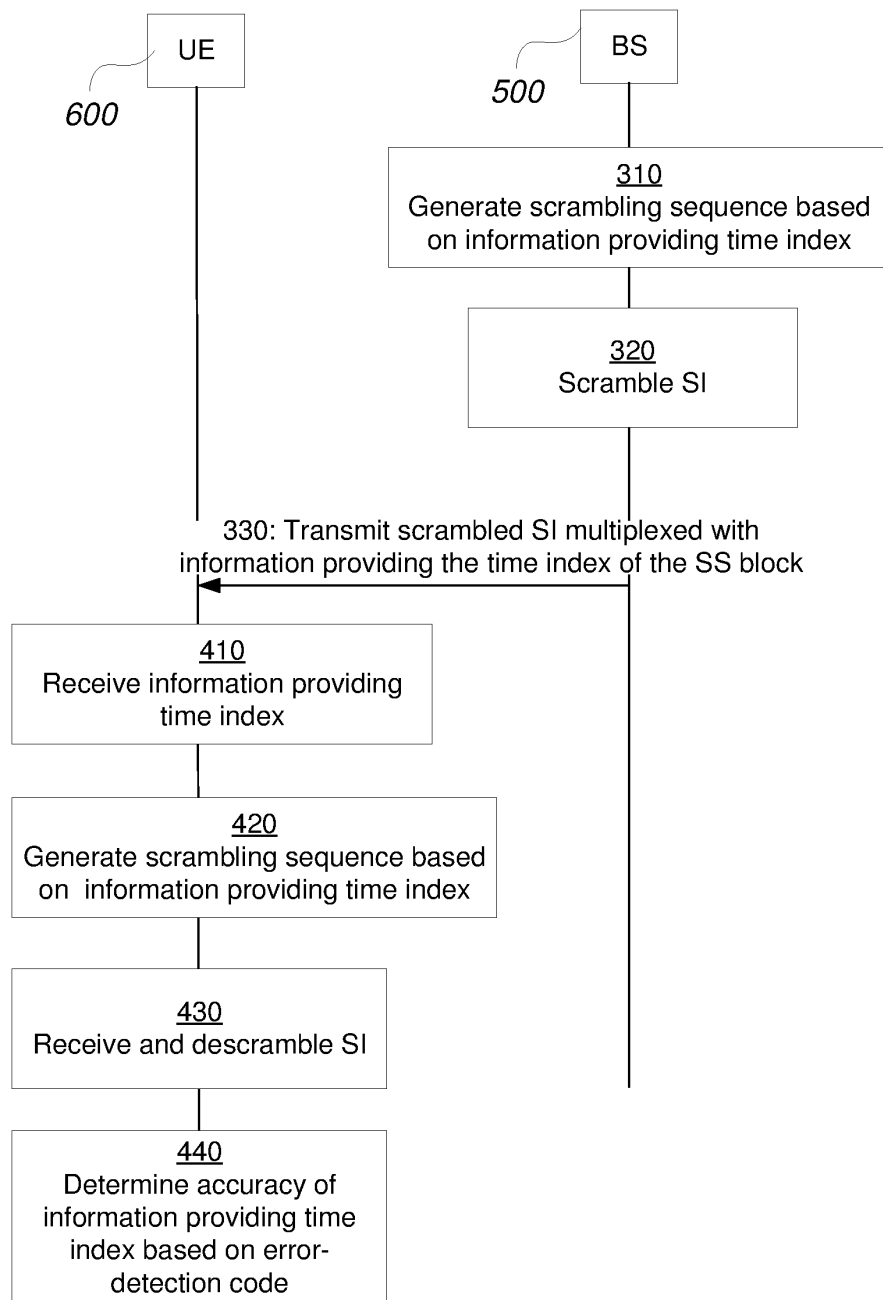 UE
BS
600
500
310
Generate scrambling sequence based
on information providing time index
320
Scramble SI
330: Transmit scrambled SI multiplexed with
information providing the time index of the SS block
410
Receive information providing
time index
420
Generate scrambling sequence based
on information providing time index
430
Receive and descramble SI
440
Determine accuracy of
information providing time
index based on error-
detection code